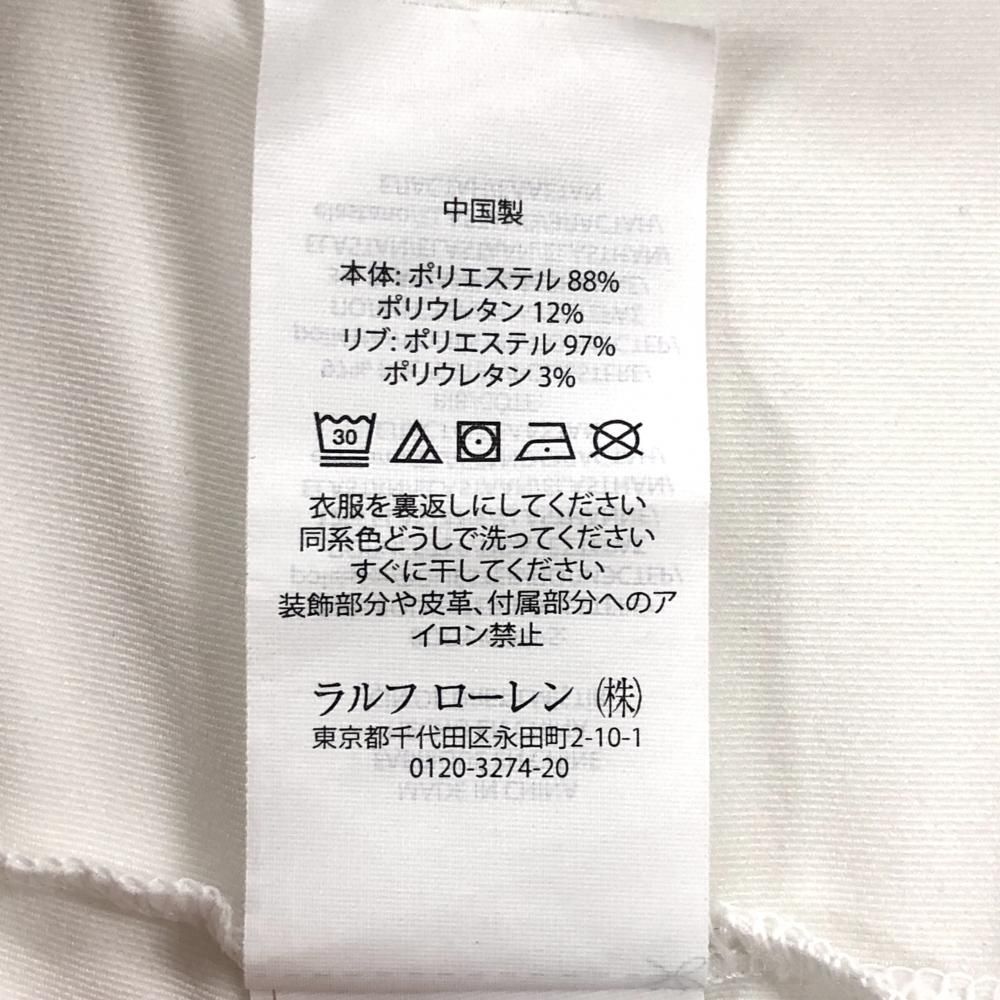 中国製
本体: ポリエステル 88%
ポリウレタン 12%
リブ: ポリエステル 97%
ポリウレタン 3%
30
衣服を裏返しにしてください
同系色どうしで洗ってください
すぐに干してください
装飾部分や皮革、付属部分へのア
イロン禁止
ラルフ ローレン ㈱
東京都千代田区永田町2-10-1
0120-3274-20